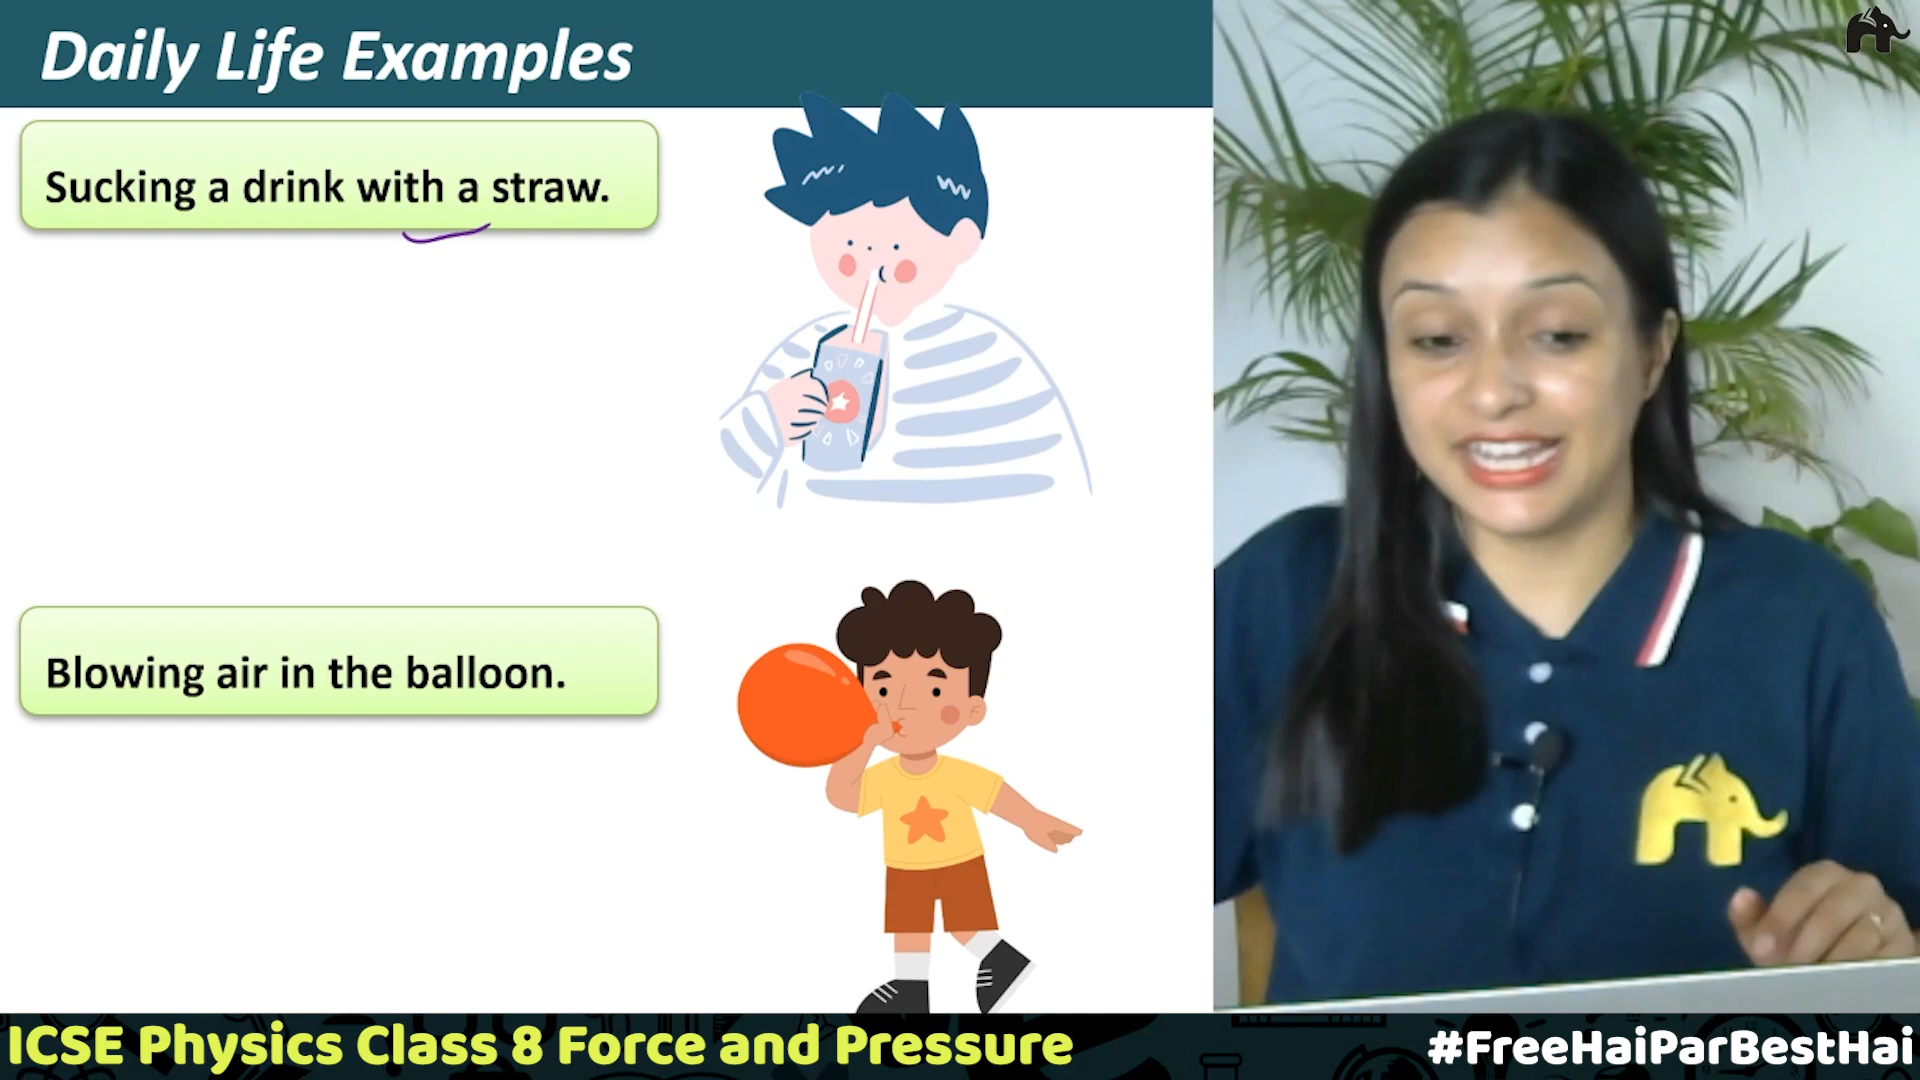 Daily Life Examples
Sucking a drink with a straw.
Blowing air in the balloon.
ICSE Physics Class 8 Force and Pressure
#FreeHaiParBestHai